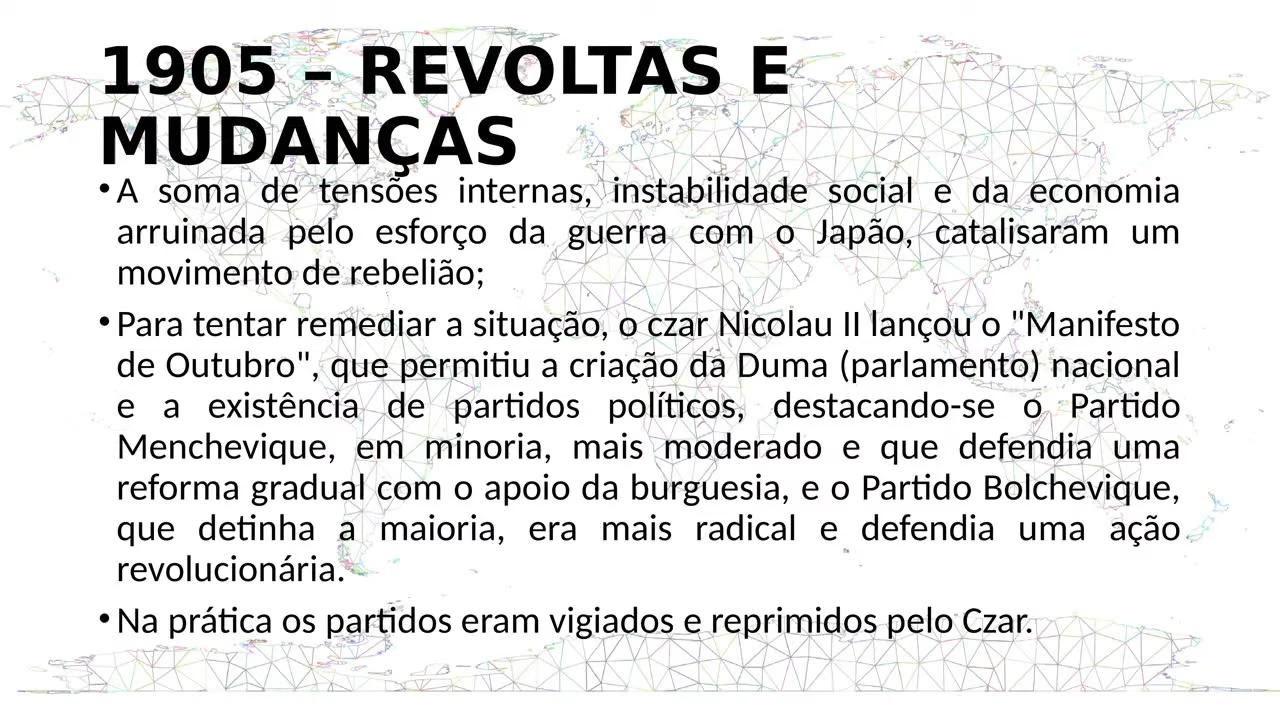 1905 – REVOLTAS E
MUDANÇAS
• A soma de tensões internas, instabilidade social e da economia
arruinada pelo esforço da guerra com o Japão, catalisaram um
movimento de rebelião;
• Para tentar remediar a situação, o czar Nicolau II lançou o "Manifesto
de Outubro", que permitiu a criação da Duma (parlamento) nacional
e a existência de partidos políticos, destacando-se o Partido
Menchevique, em minoria, mais moderado e que defendia uma
reforma gradual com o apoio da burguesia, e o Partido Bolchevique,
que detinha a maioria, era mais radical e defendia uma ação
revolucionária.
• Na prática os partidos eram vigiados e reprimidos pelo Czar.